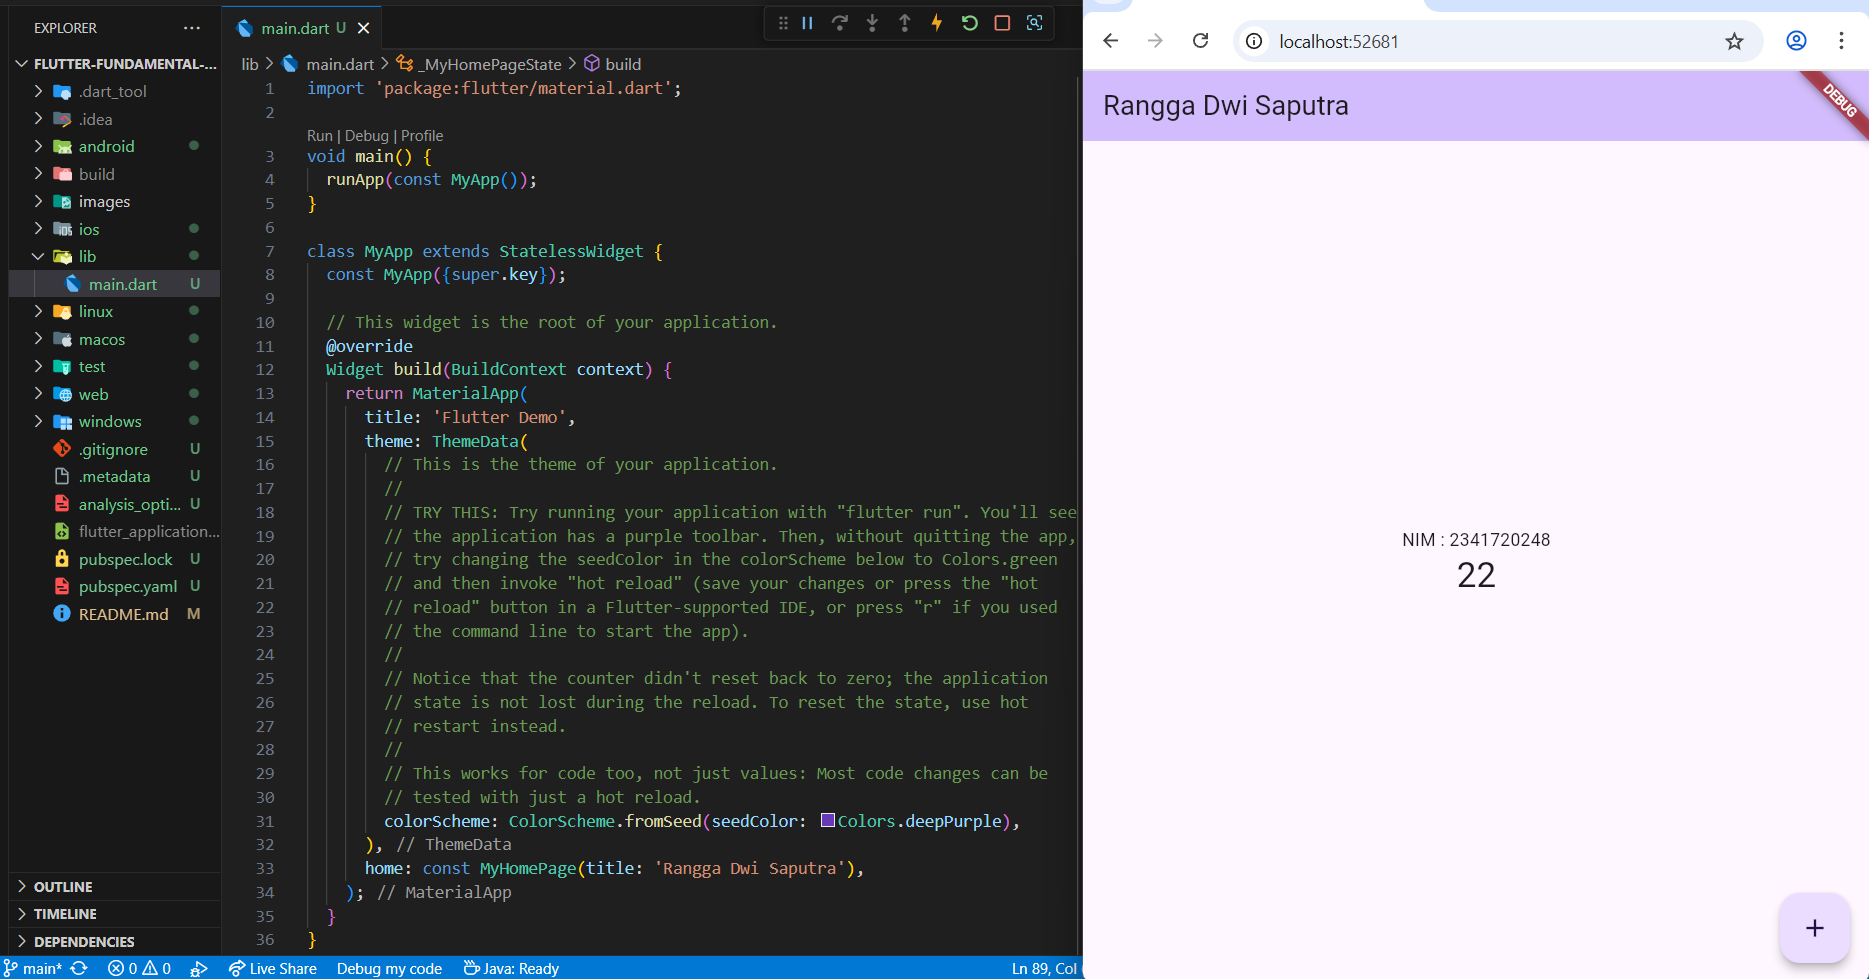 EXPLORER
FLUTTER-FUNDAMENTAL-...
.dart_tool
.idea
android
build
images
ios
lib
main.dart U
linux
macos
test
web
windows
.gitignore U
.metadata U
analysis_opti... U
flutter_application...
pubspec.lock U
pubspec.yaml U
README.md M
OUTLINE
TIMELINE
DEPENDENCIES
main.dart U
lib > main.dart > _MyHomePageState > build
1 import 'package:flutter/material.dart';
2
Run | Debug | Profile
3 void main() {
4 runApp(const MyApp());
5 }
6
7 class MyApp extends StatelessWidget {
8 const MyApp({super.key});
9
10 // This widget is the root of your application.
11 @override
12 Widget build(BuildContext context) {
13 return MaterialApp(
14 title: 'Flutter Demo',
15 theme: ThemeData(
16 // This is the theme of your application.
17 //
18 // TRY THIS: Try running your application with "flutter run". You'll see
19 // the application has a purple toolbar. Then, without quitting the app,
20 // try changing the seedColor in the colorScheme below to Colors.green
21 // and then invoke "hot reload" (save your changes or press the "hot
22 // reload" button in a Flutter-supported IDE, or press "r" if you used
23 // the command line to start the app).
24 //
25 // Notice that the counter didn't reset back to zero; the application
26 // state is not lost during the reload. To reset the state, use hot
27 // restart instead.
28 //
29 // This works for code too, not just values: Most code changes can be
30 // tested with just a hot reload.
31 colorScheme: ColorScheme.fromSeed(seedColor: Colors.deepPurple),
32 ), // ThemeData
33 home: const MyHomePage(title: 'Rangga Dwi Saputra'),
34 ); // MaterialApp
35 }
36 }
main* 0 0 Live Share Debug my code Java: Ready Ln 89, Col
localhost:52681
Rangga Dwi Saputra
DEBUG
NIM : 2341720248
22
+